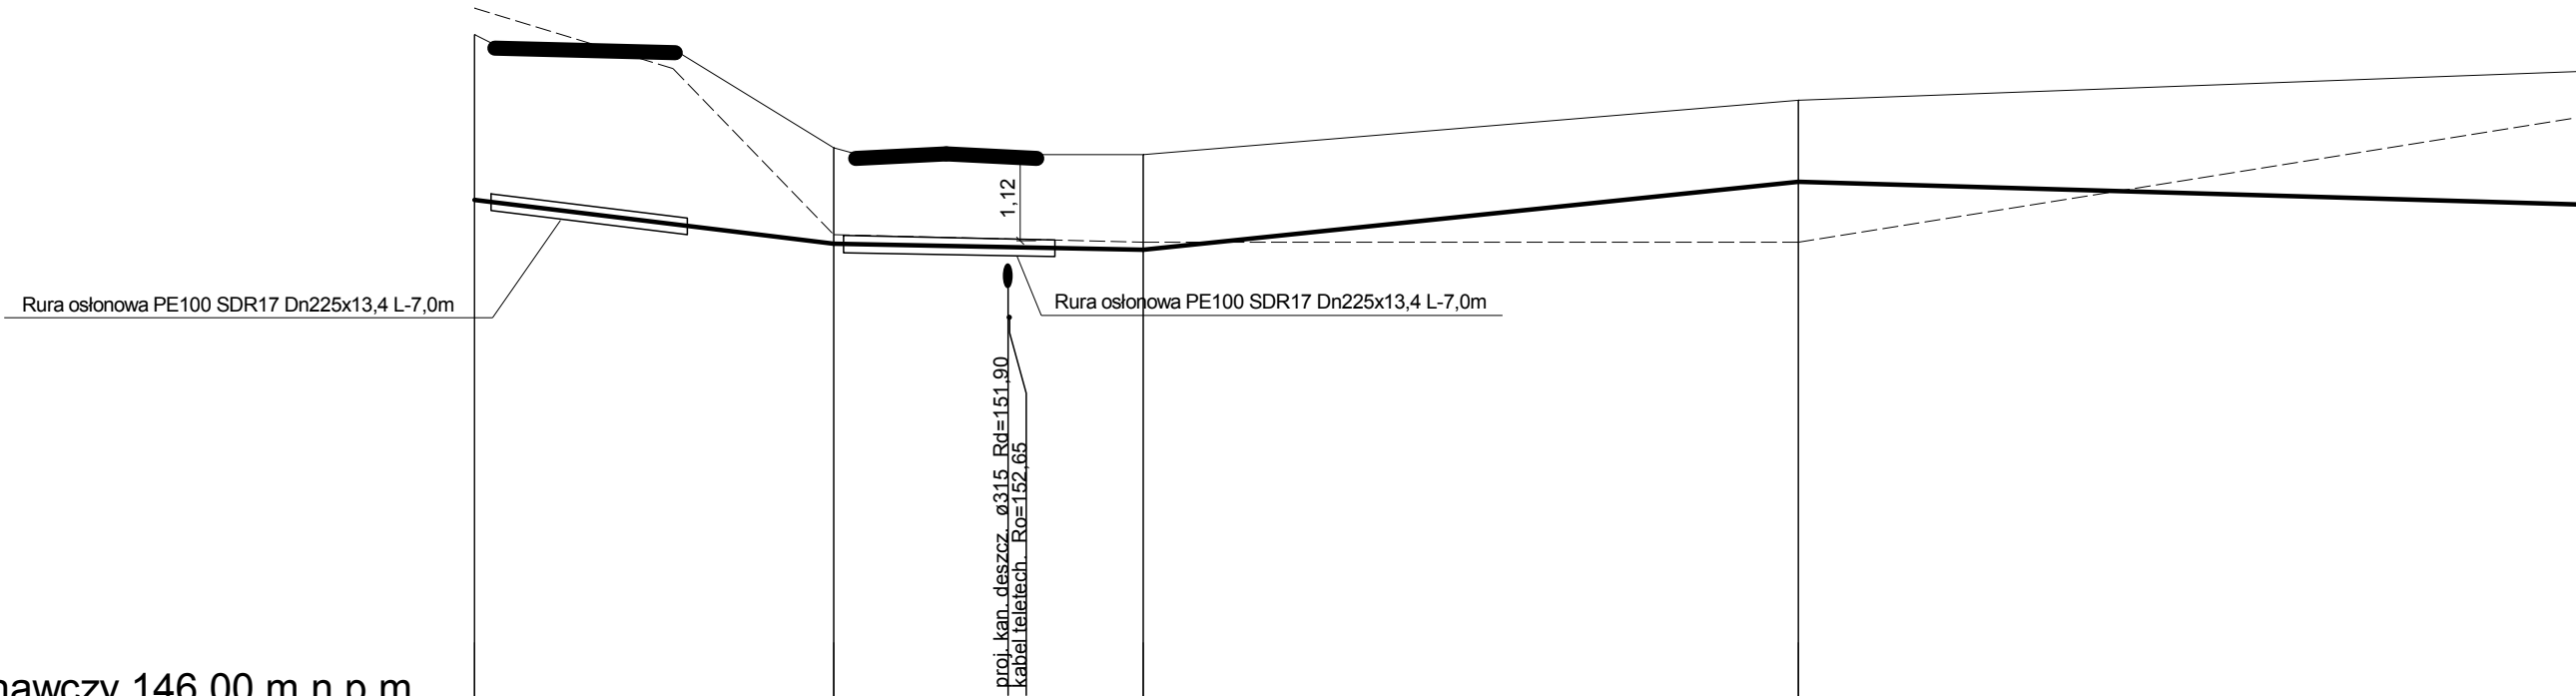 1,12
Rura osłonowa PE100 SDR17 Dn225x13,4 L-7,0m
Rura osłonowa PE100 SDR17 Dn225x13,4 L-7,0m
proj. kan. deszcz. ø315 Rd=151,90
kabel teletech. Ro=152,65
nawczy 146,00 m n.p.m.